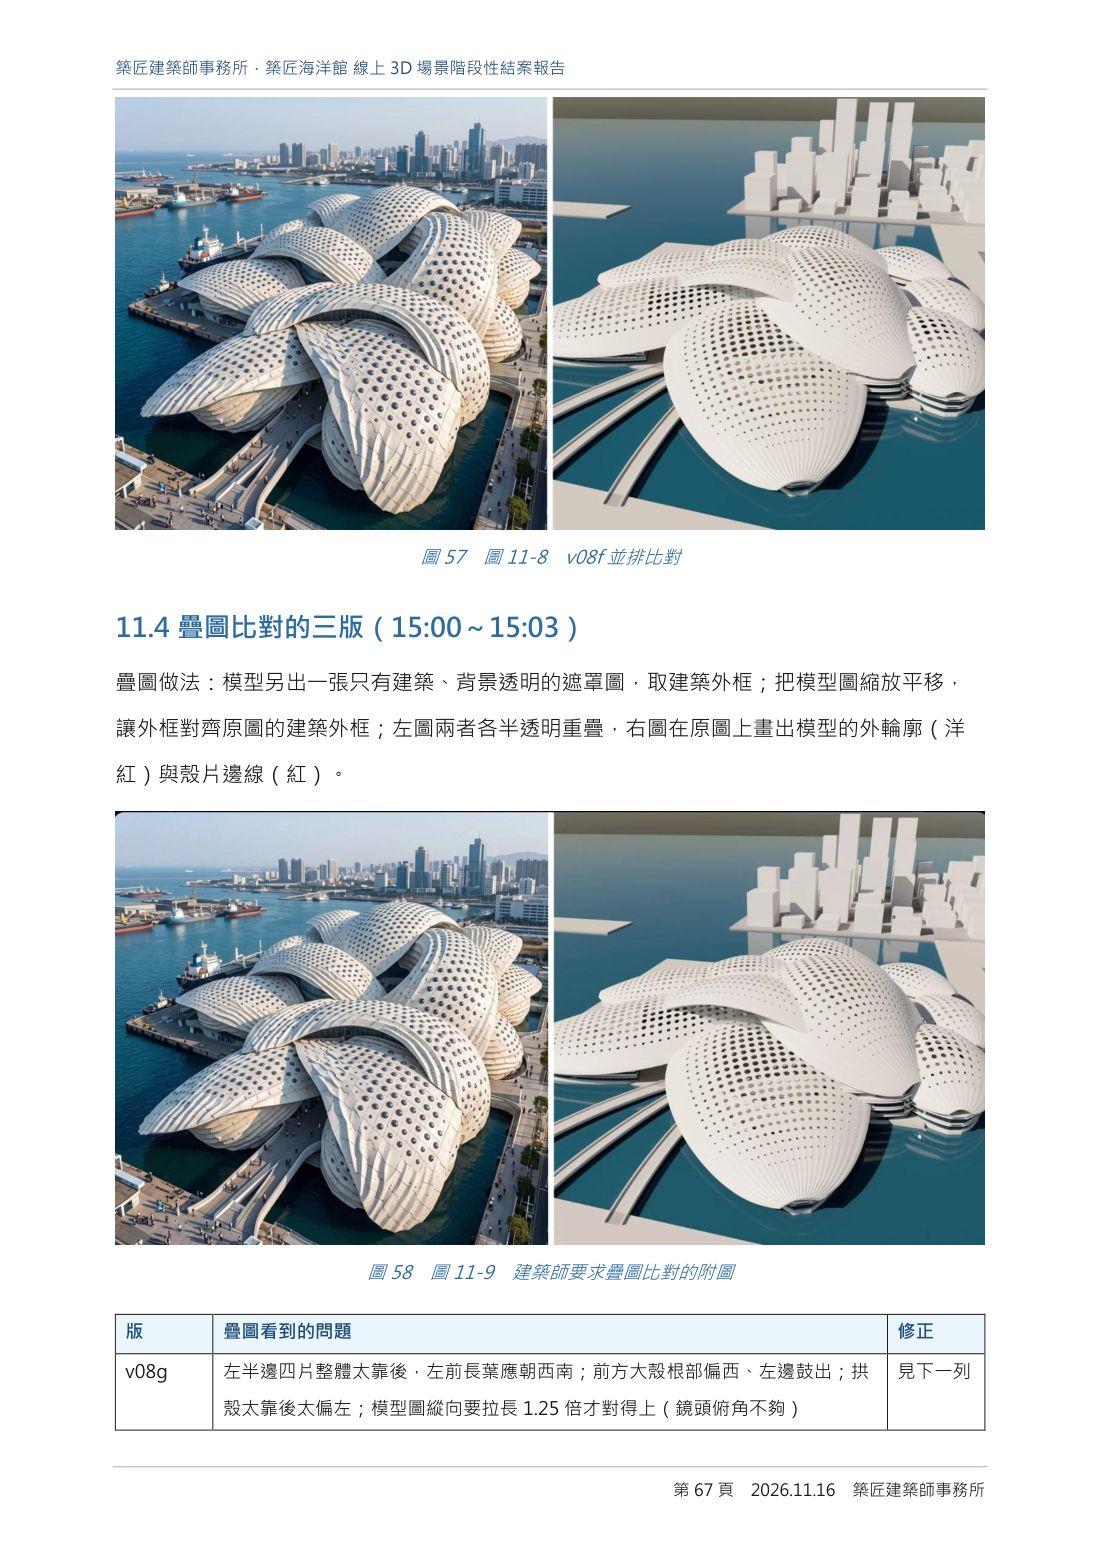 築匠建築師事務所．築匠海洋館 線上 3D 場景階段性結案報告
圖 57　圖 11-8　v08f 並排比對
11.4 疊圖比對的三版（15:00～15:03）
疊圖做法：模型另出一張只有建築、背景透明的遮罩圖，取建築外框；把模型圖縮放平移，
讓外框對齊原圖的建築外框；左圖兩者各半透明重疊，右圖在原圖上畫出模型的外輪廓（洋
紅）與殼片邊線（紅）。
圖 58　圖 11-9　建築師要求疊圖比對的附圖
版　疊圖看到的問題　修正
v08g　左半邊四片整體太靠後，左前長葉應朝西南；前方大殼根部偏西、左邊鼓出；拱　見下一列
殼太靠後太偏左；模型圖縱向要拉長 1.25 倍才對得上（鏡頭俯角不夠）
第 67 頁　2026.11.16　築匠建築師事務所